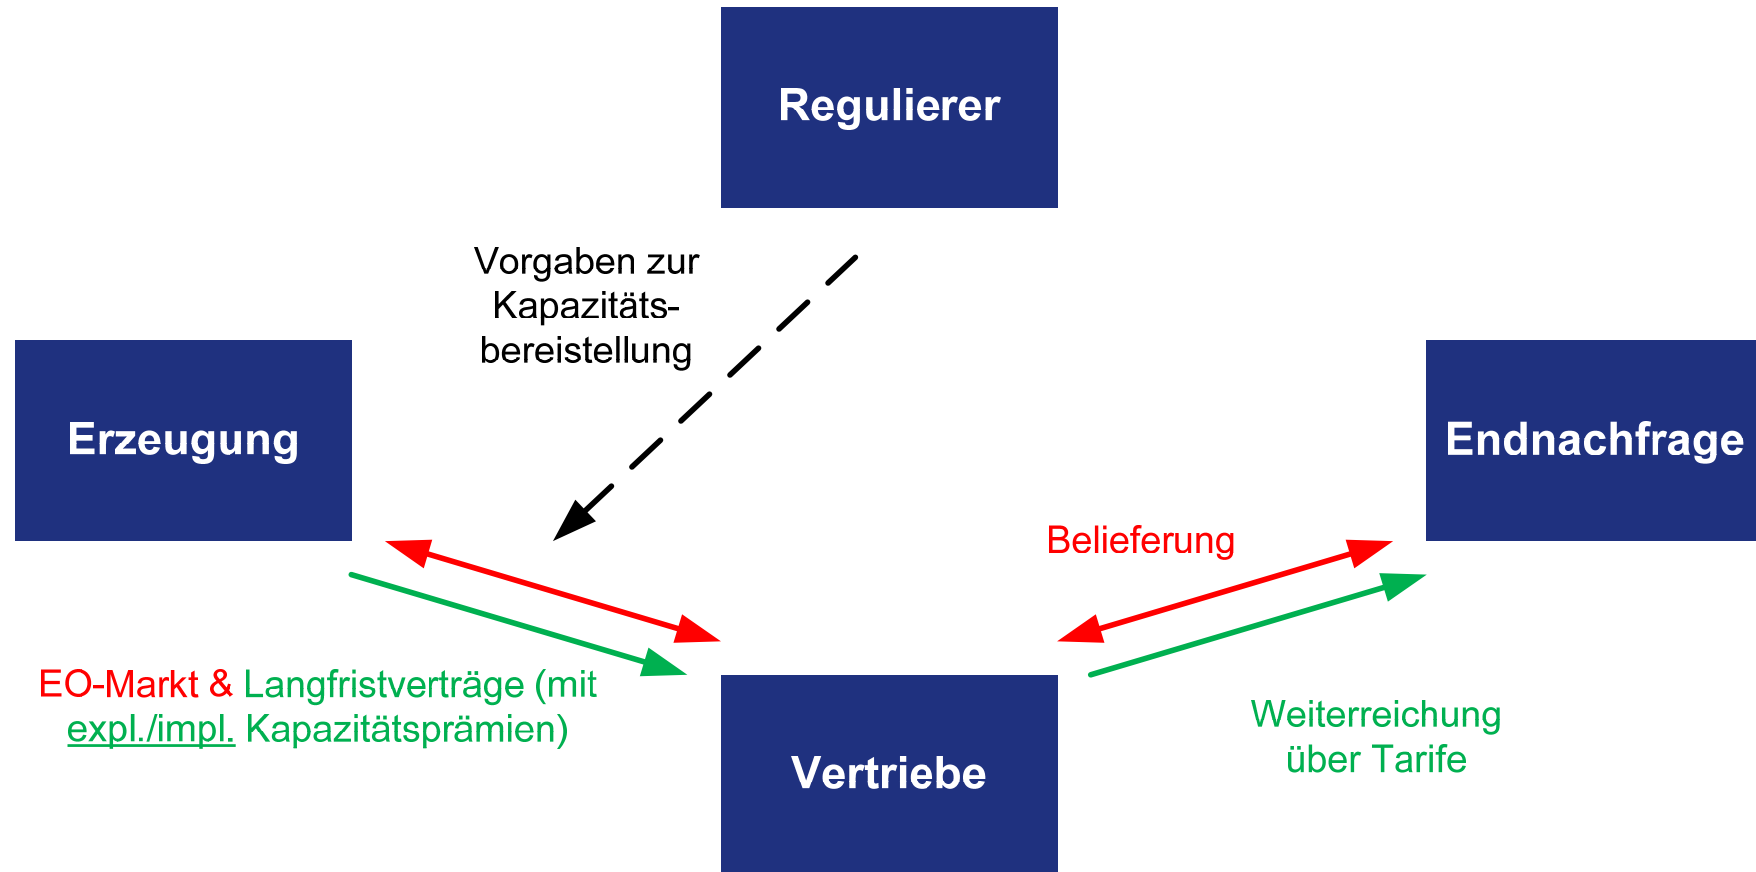 Regulierer
Vorgaben zur
Kapazitäts-
bereistellung
Erzeugung
Endnachfrage
Belieferung
EO-Markt & Langfristverträge (mit
expl./impl. Kapazitätsprämien)
Weiterreichung
über Tarife
Vertriebe